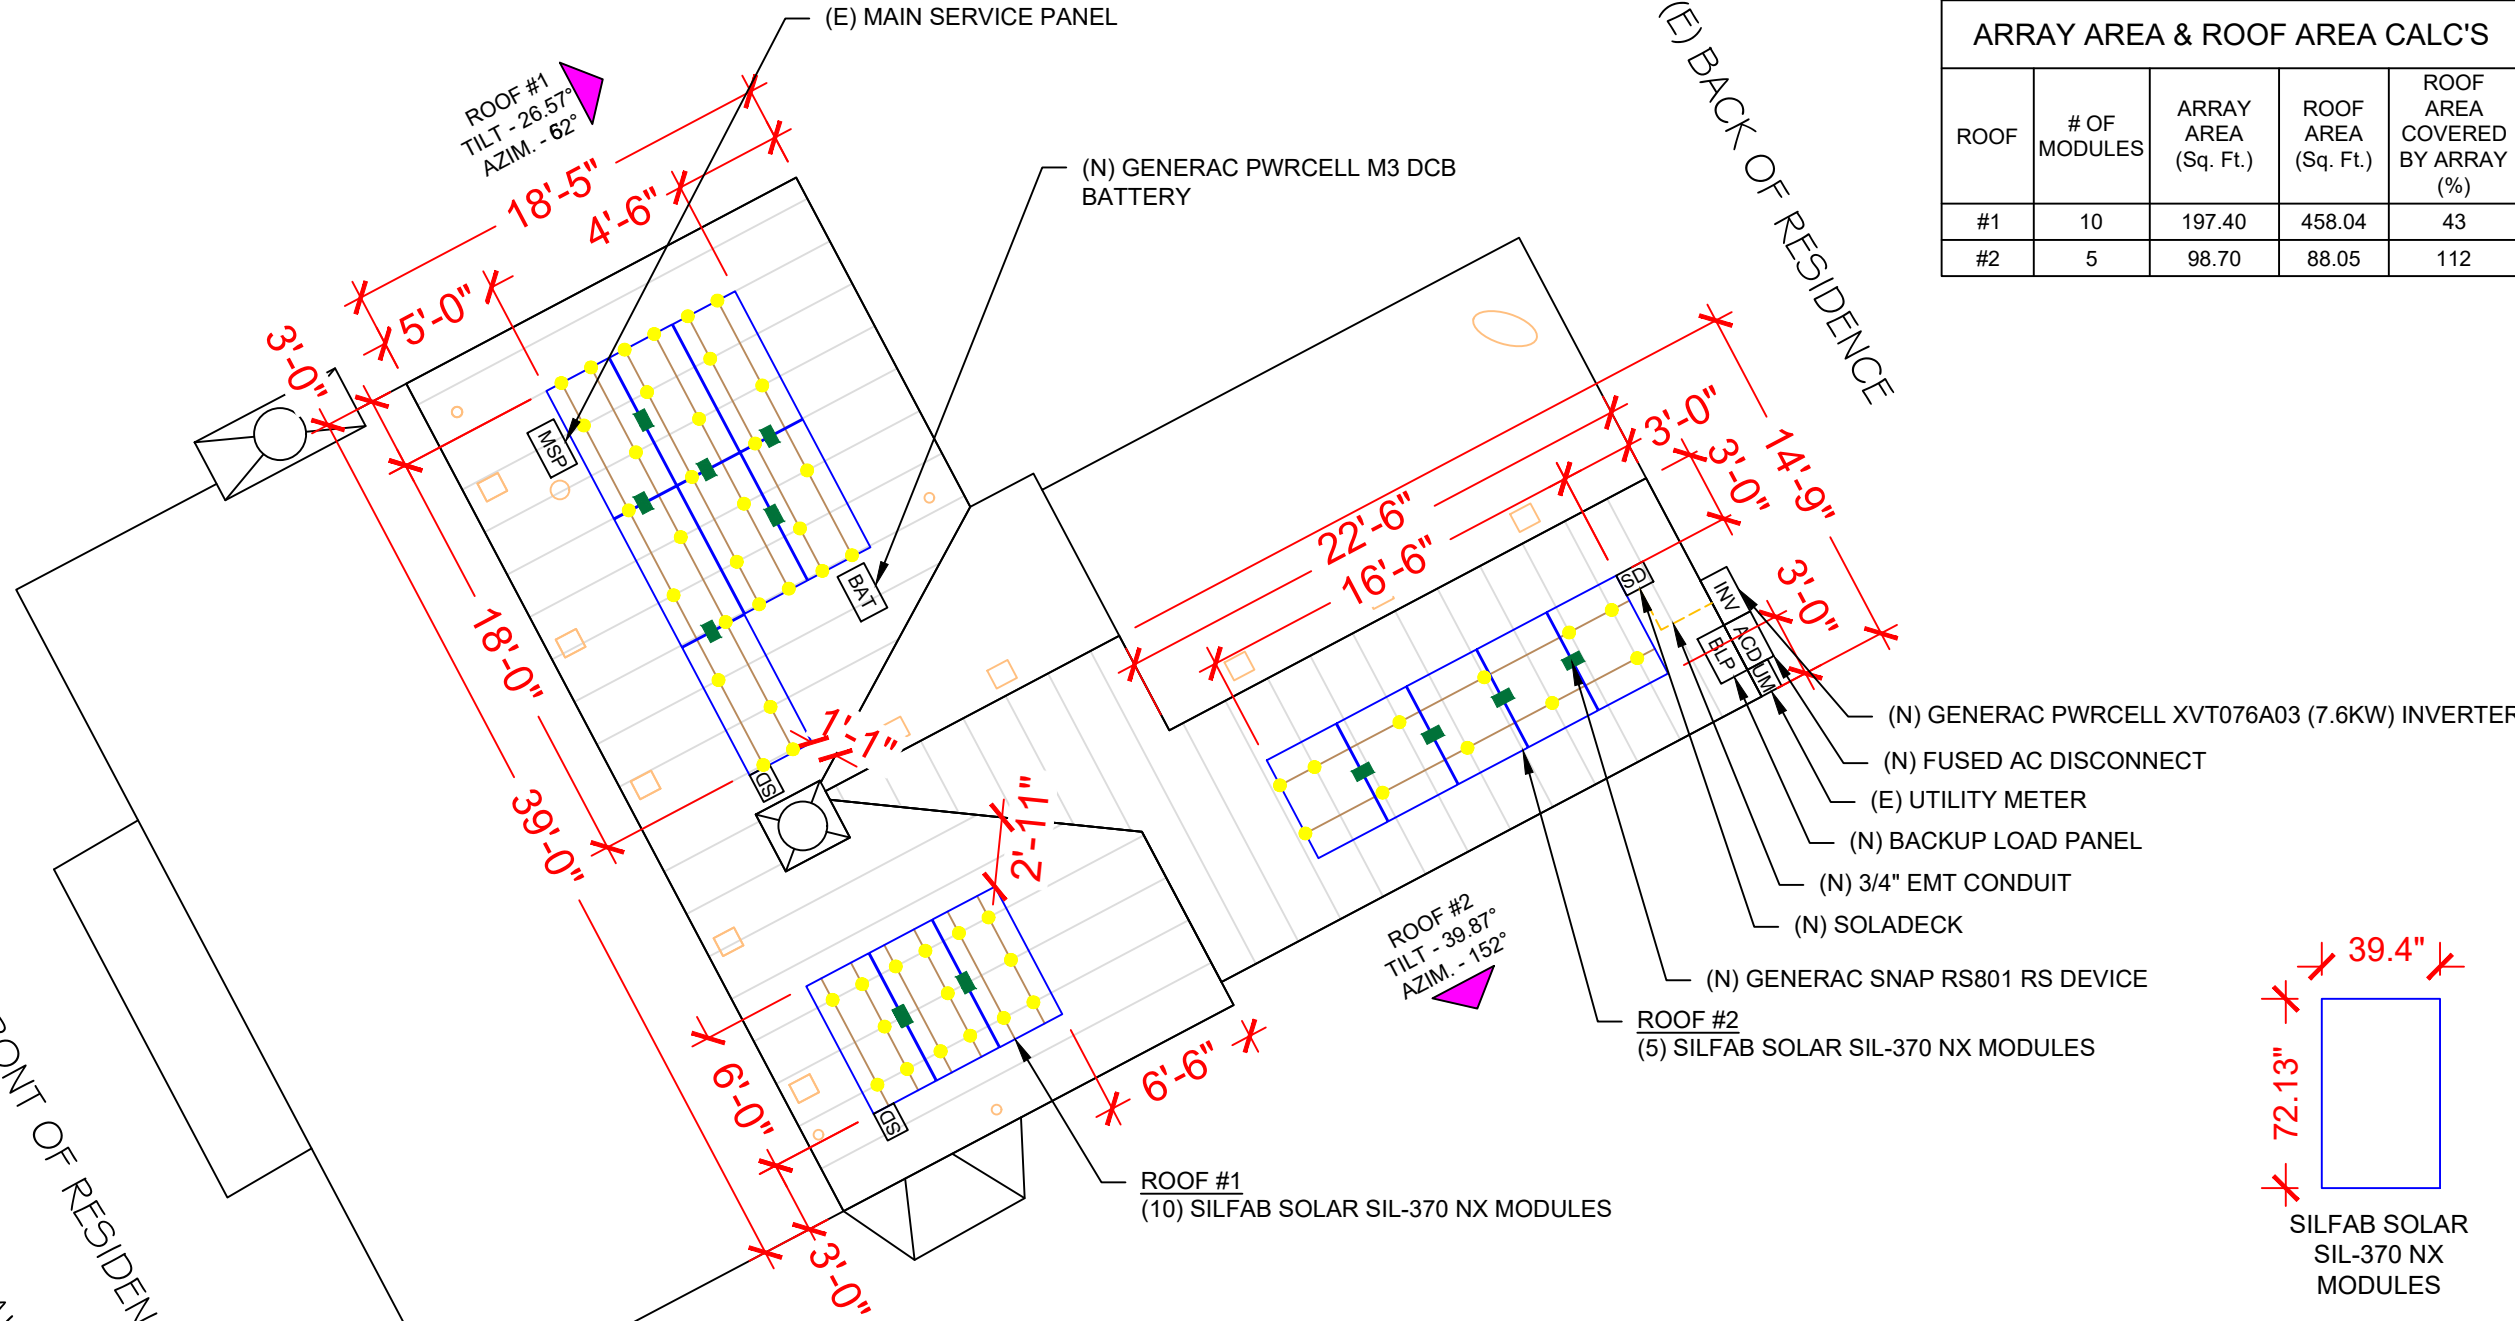 (E) MAIN SERVICE PANEL
ROOF #1
TILT - 26.57°
AZIM. - 62°
18'-5"
4'-6"
5'-0"
3'-0"
(N) GENERAC PWRCELL M3 DCB
BATTERY
(E) BACK OF RESIDENCE
ARRAY AREA & ROOF AREA CALC'S
ROOF
# OF
MODULES
ARRAY
AREA
(Sq. Ft.)
ROOF
AREA
(Sq. Ft.)
ROOF
AREA
COVERED
BY ARRAY
(%)
#1 10 197.40 458.04 43
#2 5 98.70 88.05 112
MSP
BAT
18'-0"
39'-0"
SD
1'-1"
2'-11"
22'-6"
16'-6"
3'-0"
3'-0"
14'-9"
3'-0"
SD
INV
ACD
BLP
UM
(N) GENERAC PWRCELL XVT076A03 (7.6KW) INVERTER
(N) FUSED AC DISCONNECT
(E) UTILITY METER
(N) BACKUP LOAD PANEL
(N) 3/4" EMT CONDUIT
(N) SOLADECK
(N) GENERAC SNAP RS801 RS DEVICE
ROOF #2
(5) SILFAB SOLAR SIL-370 NX MODULES
ROOF #2
TILT - 39.87°
AZIM. - 152°
6'-0"
6'-6"
SD
3'-0"
ROOF #1
(10) SILFAB SOLAR SIL-370 NX MODULES
RONT OF RESIDEN
39.4"
72.13"
SILFAB SOLAR
SIL-370 NX
MODULES